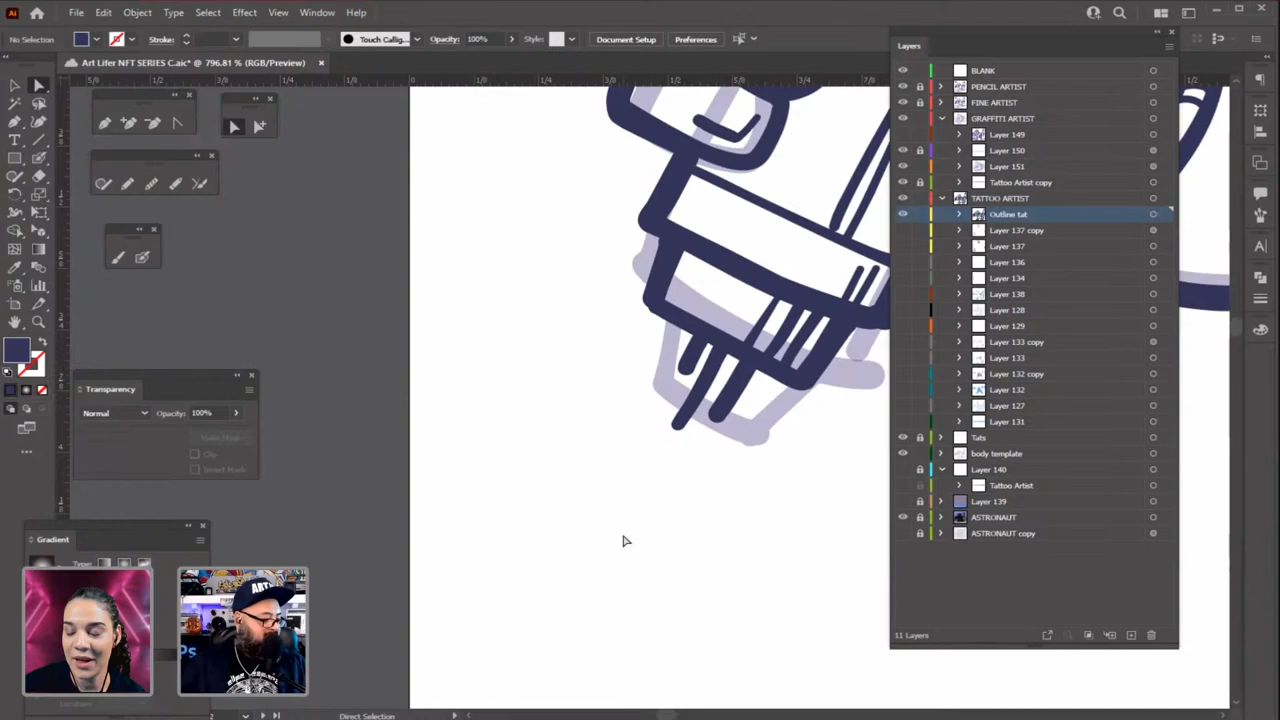 Ai File Edit Object Type Select Effect View Window Help
No Selection Stroke: Touch Callig... Opacity: 100% Style: Document Setup Preferences
Art Lifer NFT SERIES C.aic* @ 796.81 % (RGB/Preview)
Layers
BLANK
PENCIL ARTIST
FINE ARTIST
GRAFFITI ARTIST
Layer 149
Layer 150
Layer 151
Tattoo Artist copy
TATTOO ARTIST
Outline tat
Layer 137 copy
Layer 137
Layer 136
Layer 134
Layer 138
Layer 128
Layer 129
Layer 133 copy
Layer 133
Layer 132 copy
Layer 132
Layer 127
Layer 131
Tats
body template
Layer 140
Tattoo Artist
Layer 139
ASTRONAUT
ASTRONAUT copy
11 Layers
Transparency
Normal Opacity: 100%
Make Mask
Clip
Invert Mask
Gradient
Type:
Direct Selection